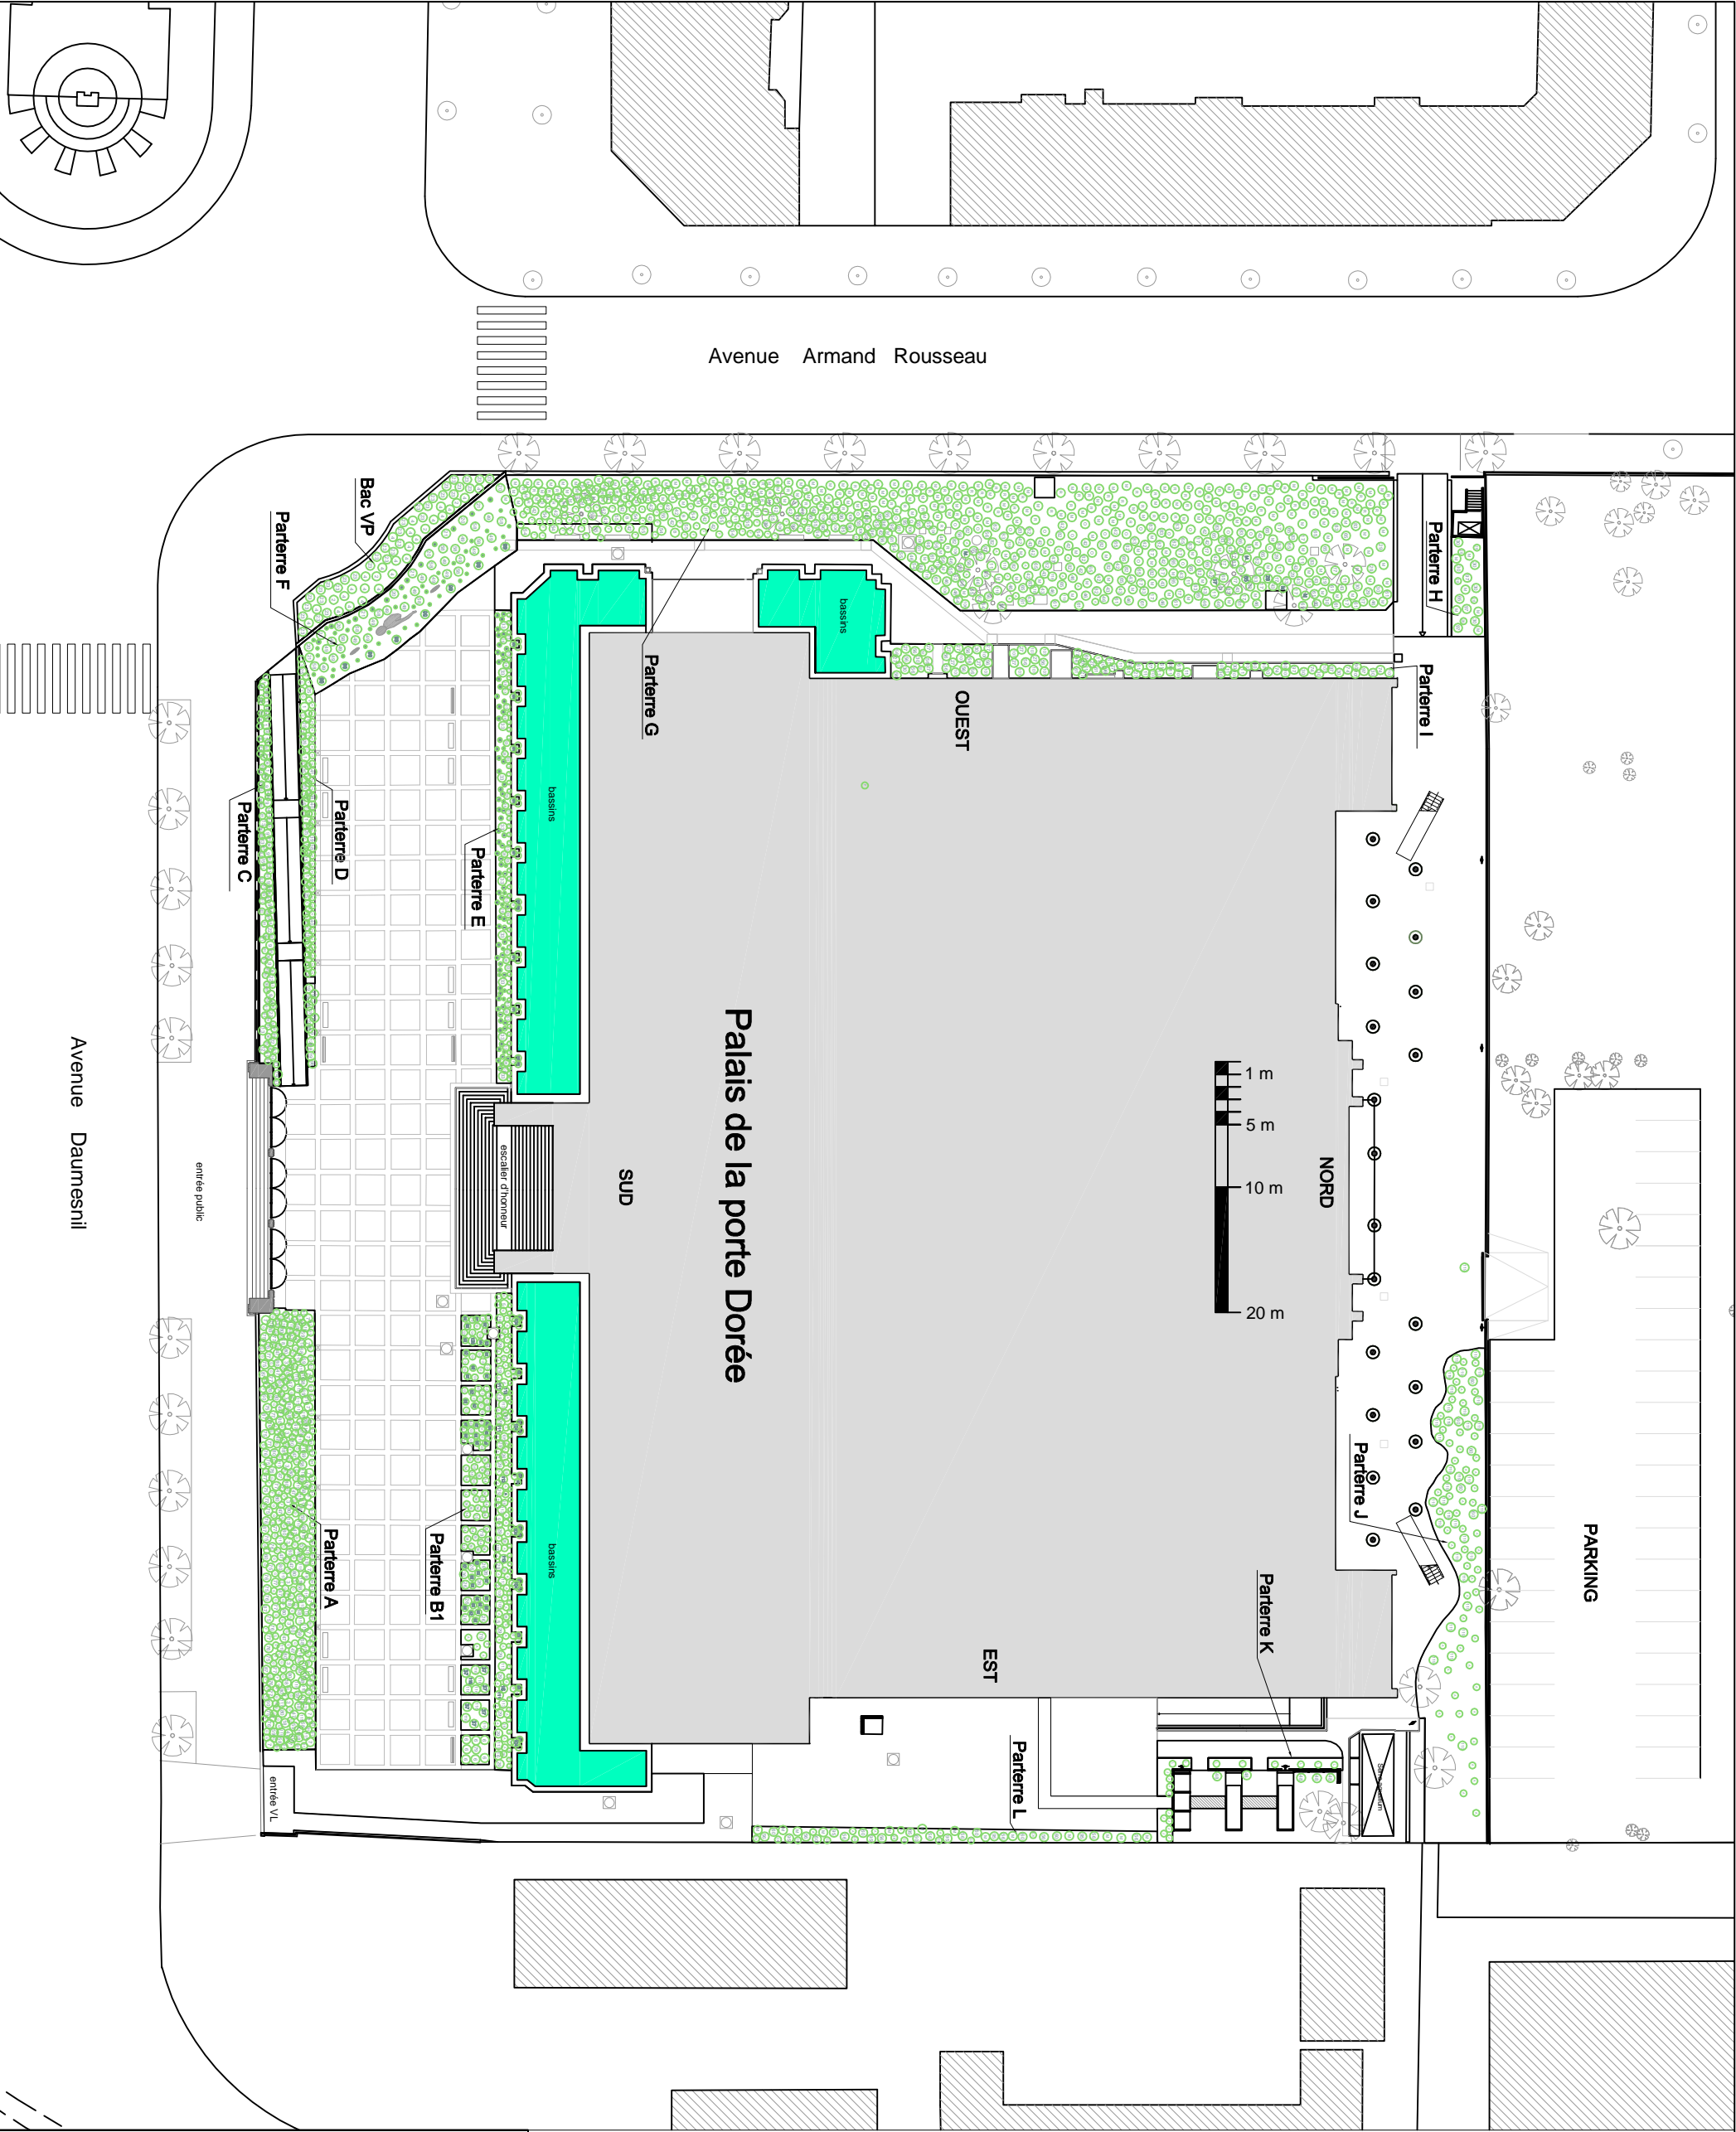 Avenue Armand Rousseau
Bac VP
Parterre F
Parterre H
Parterre G
Parterre I
OUEST
bassins
bassins
Parterre C
Parterre D
Parterre E
Palais de la porte Dorée
1 m
5 m
10 m
20 m
NORD
SUD
escalier d'honneur
entrée public
Avenue Daumesnil
Parterre A
Parterre B1
bassins
Parterre J
PARKING
Parterre K
EST
Parterre L
entrée VL